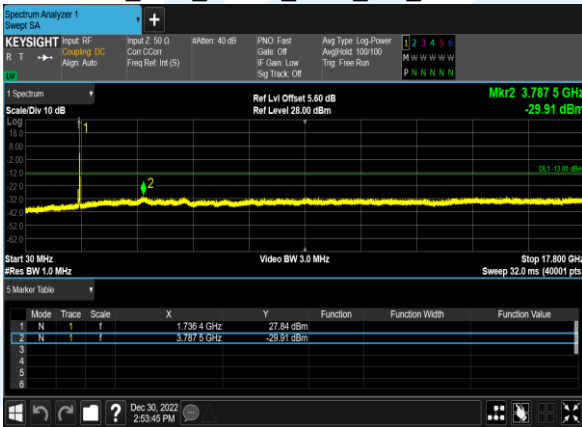 Spectrum Analyzer 1
Swept SA
+
KEYSIGHT Input: RF Input Z: 50 Ω #Atten: 40 dB PNO: Fast Avg Type: Log-Power 1 2 3 4 5 6
R T Coupling: DC Corr CCorr Gate: Off Avg|Hold: 100/100 M W W W W W
Align: Auto Freq Ref: Int (S) IF Gain: Low Trig: Free Run
LU Sig Track: Off P N N N N N
1 Spectrum Ref Lvl Offset 5.60 dB Mkr2 3.787 5 GHz
Scale/Div 10 dB Ref Level 28.00 dBm -29.91 dBm
Log
18.0
8.00
-2.00
-12.0
-22.0
-32.0
-42.0
-52.0
-62.0
1
2
DL1 -13.00 dBm
Start 30 MHz Video BW 3.0 MHz Stop 17.800 GHz
#Res BW 1.0 MHz Sweep 32.0 ms (40001 pts
5 Marker Table
Mode Trace Scale X Y Function Function Width Function Value
1 N 1 f 1.736 4 GHz 27.84 dBm
2 N 1 f 3.787 5 GHz -29.91 dBm
3
4
5
6
? Dec 30, 2022
2:53:45 PM